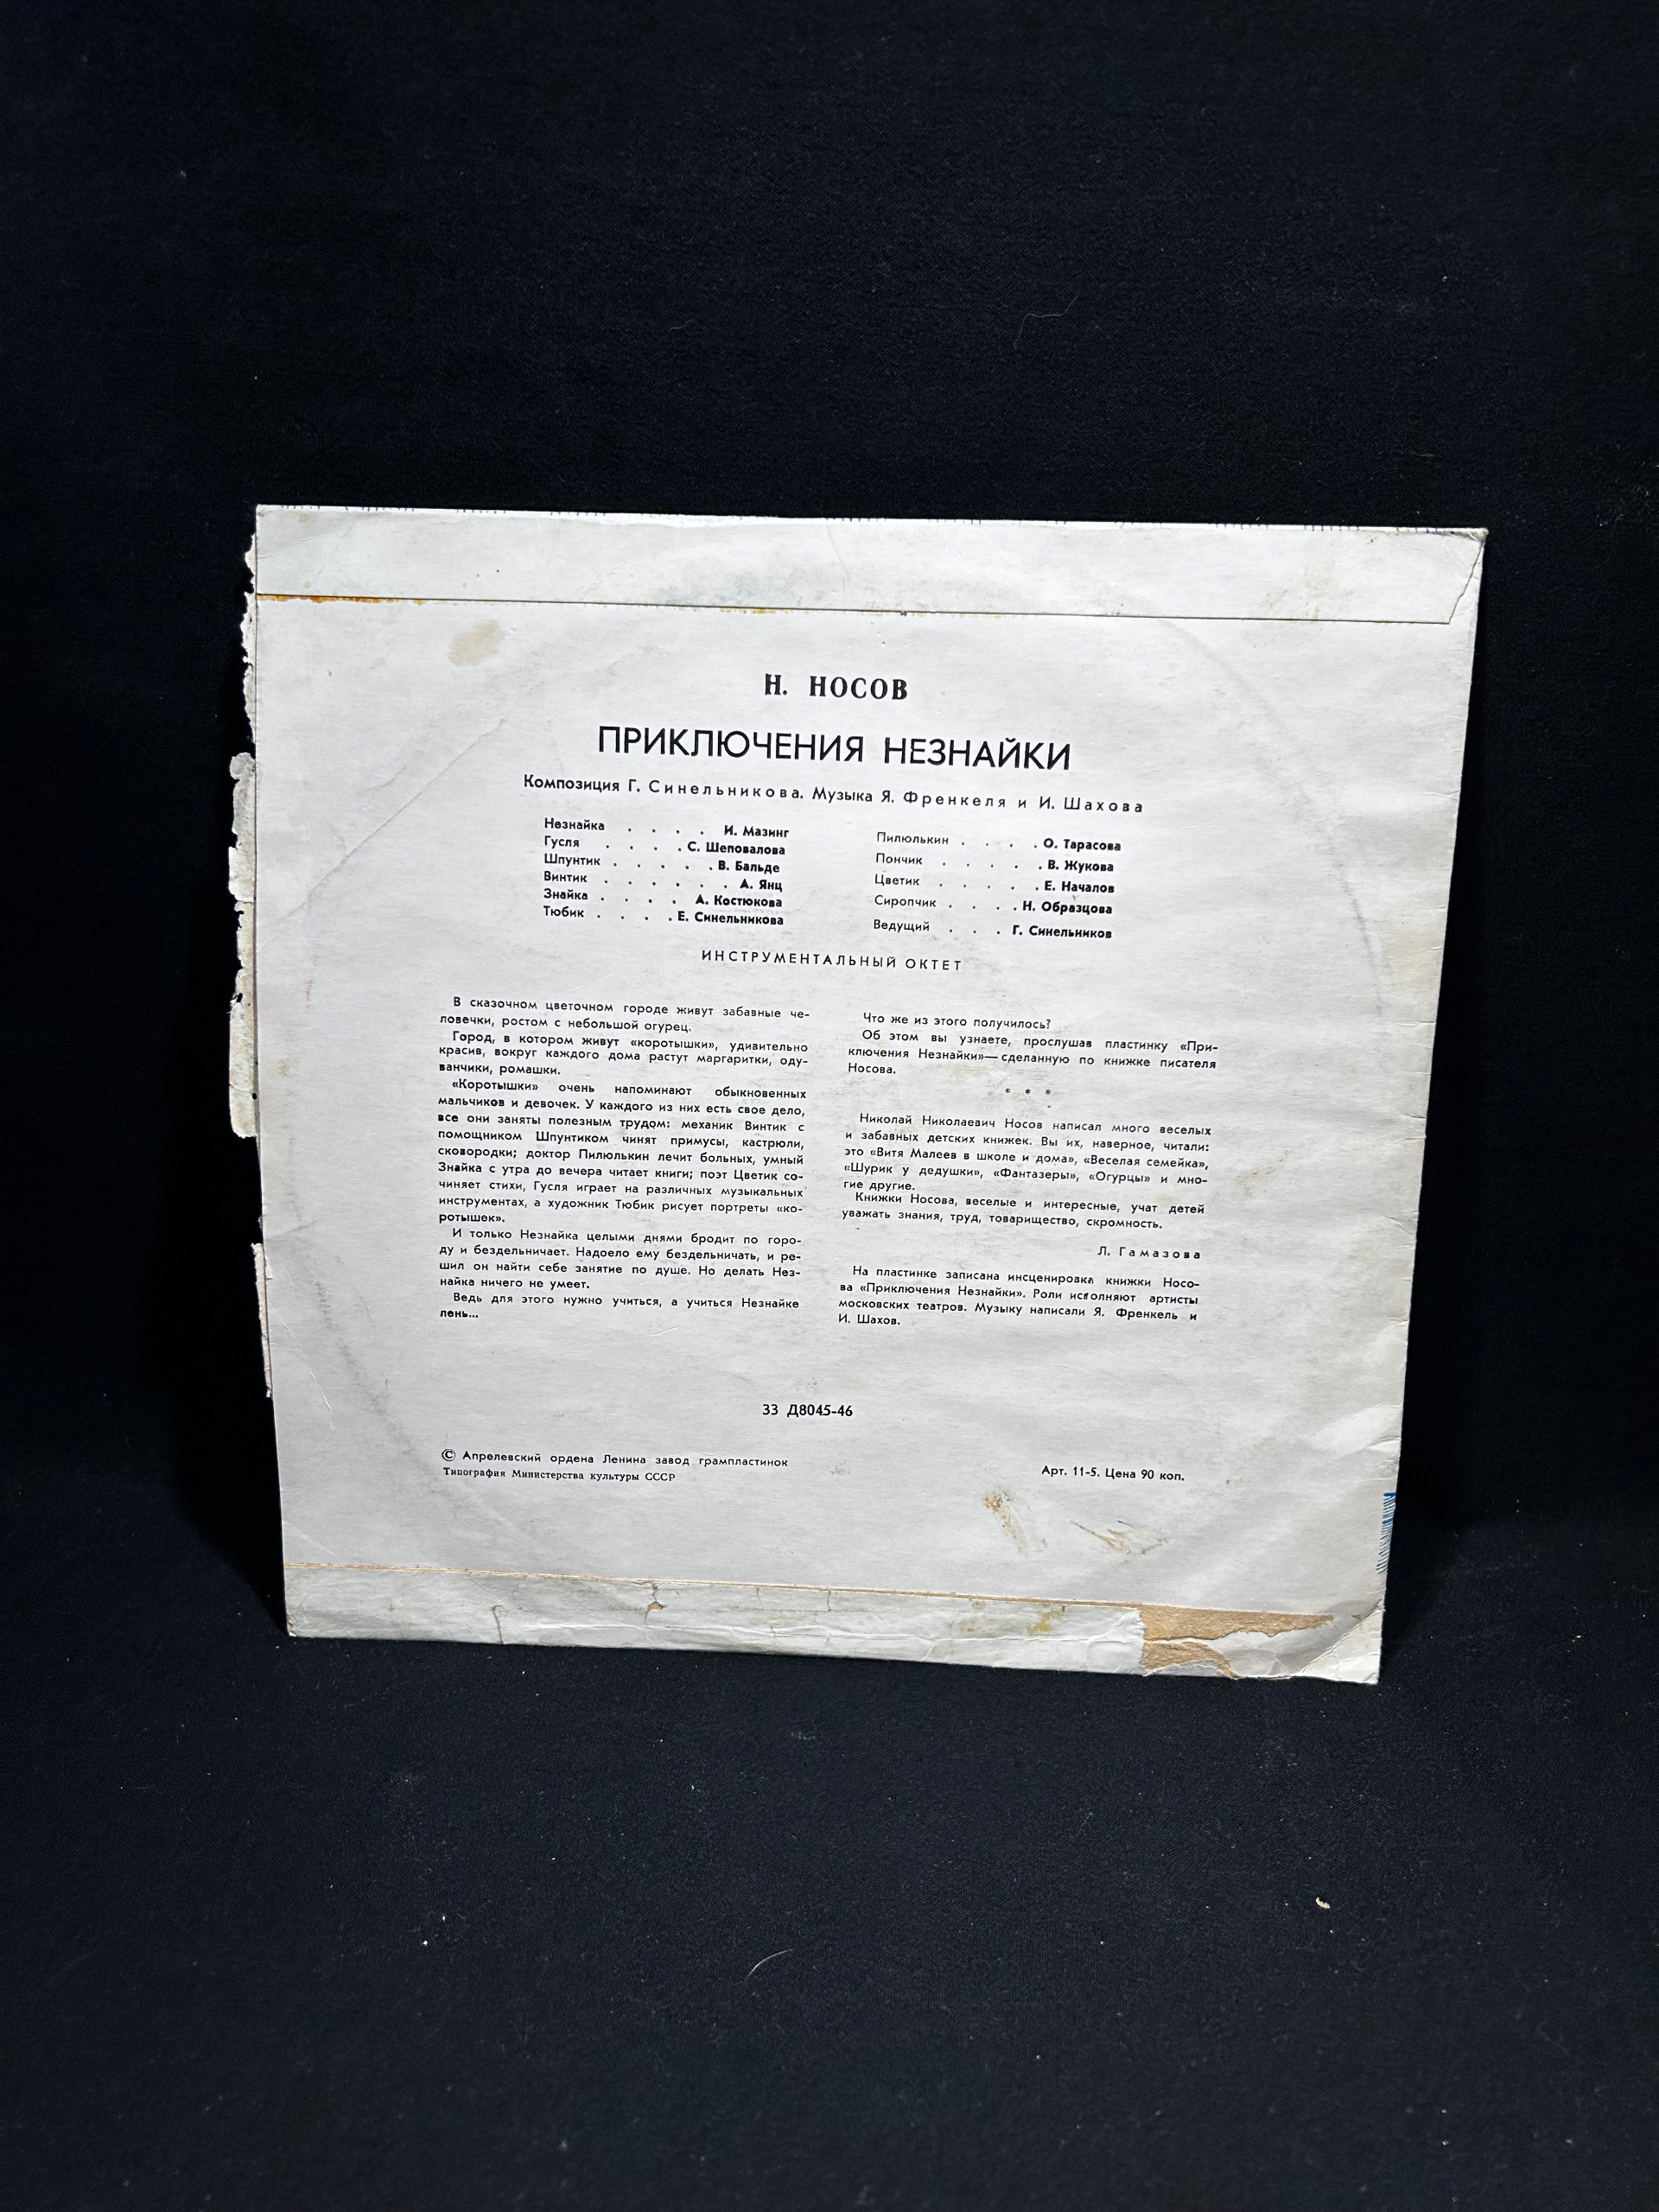 Н. НОСОВ
ПРИКЛЮЧЕНИЯ НЕЗНАЙКИ
Композиция Г. Синельникова. Музыка Я. Френкеля и И. Шахова
Незнайка . . . . И. Мазинг
Гусля . . . . С. Шеповалова
Шпунтик . . . . . В. Бальде
Винтик . . . . . . А. Янц
Знайка . . . . А. Костюкова
Тюбик . . . . Е. Синельникова
Пилюлькин . . . . О. Тарасова
Пончик . . . . . В. Жукова
Цветик . . . . . Е. Началов
Сиропчик . . . . Н. Образцова
Ведущий . . . Г. Синельников
ИНСТРУМЕНТАЛЬНЫЙ ОКТЕТ
В сказочном цветочном городе живут забавные че-
ловечки, ростом с небольшой огурец.
Город, в котором живут «коротышки», удивительно
красив, вокруг каждого дома растут маргаритки, оду-
ванчики, ромашки.
«Коротышки» очень напоминают обыкновенных
мальчиков и девочек. У каждого из них есть свое дело,
все они заняты полезным трудом: механик Винтик с
помощником Шпунтиком чинят примусы, кастрюли,
сковородки; доктор Пилюлькин лечит больных, умный
Знайка с утра до вечера читает книги; поэт Цветик со-
чиняет стихи, Гусля играет на различных музыкальных
инструментах, а художник Тюбик рисует портреты «ко-
ротышек».
И только Незнайка целыми днями бродит по горо-
ду и бездельничает. Надоело ему бездельничать, и ре-
шил он найти себе занятие по душе. Но делать Нез-
найка ничего не умеет.
Ведь для этого нужно учиться, а учиться Незнайке
лень...
Что же из этого получилось?
Об этом вы узнаете, прослушав пластинку «При-
ключения Незнайки»—сделанную по книжке писателя
Носова.
* * *
Николай Николаевич Носов написал много веселых
и забавных детских книжек. Вы их, наверное, читали:
это «Витя Малеев в школе и дома», «Веселая семейка»,
«Шурик у дедушки», «Фантазеры», «Огурцы» и мно-
гие другие.
Книжки Носова, веселые и интересные, учат детей
уважать знания, труд, товарищество, скромность.
Л. Гамазова
На пластинке записана инсценировка книжки Носо-
ва «Приключения Незнайки». Роли исполняют артисты
московских театров. Музыку написали Я. Френкель и
И. Шахов.
33 Д8045-46
© Апрелевский ордена Ленина завод грампластинок
Типография Министерства культуры СССР
Арт. 11-5. Цена 90 коп.